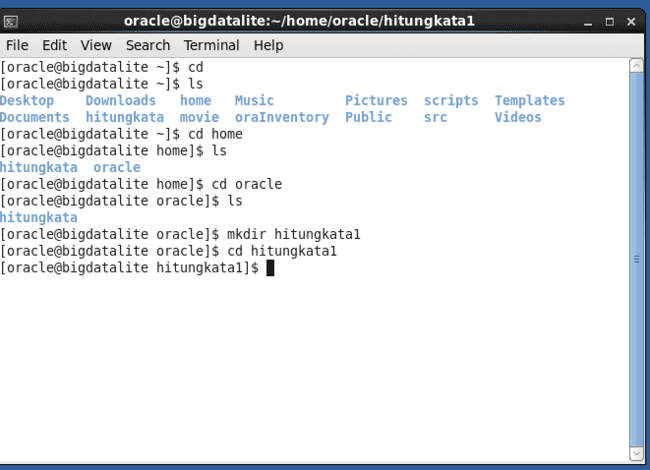 oracle@bigdatalite:~/home/oracle/hitungkata1
File Edit View Search Terminal Help
[oracle@bigdatalite ~]$ cd
[oracle@bigdatalite ~]$ ls
Desktop Downloads home Music Pictures scripts Templates
Documents hitungkata movie oraInventory Public src Videos
[oracle@bigdatalite ~]$ cd home
[oracle@bigdatalite home]$ ls
hitungkata oracle
[oracle@bigdatalite home]$ cd oracle
[oracle@bigdatalite oracle]$ ls
hitungkata
[oracle@bigdatalite oracle]$ mkdir hitungkata1
[oracle@bigdatalite oracle]$ cd hitungkata1
[oracle@bigdatalite hitungkata1]$